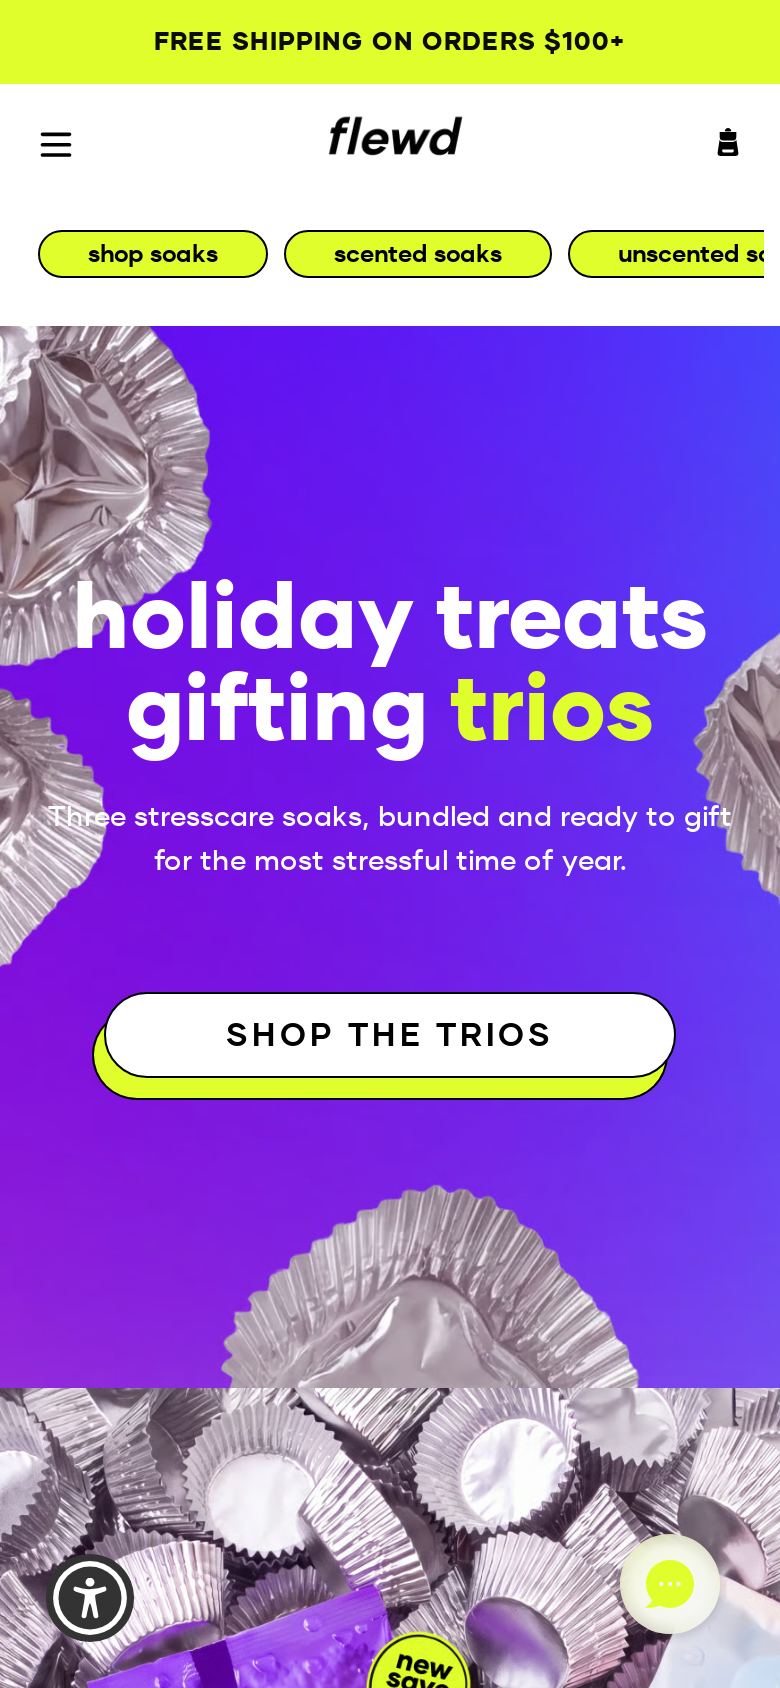 FREE SHIPPING ON ORDERS $100+
flewd
shop soaks
scented soaks
unscented
holiday treats
gifting trios
Three stresscare soaks, bundled and ready to gift
for the most stressful time of year.
SHOP THE TRIOS
new
save